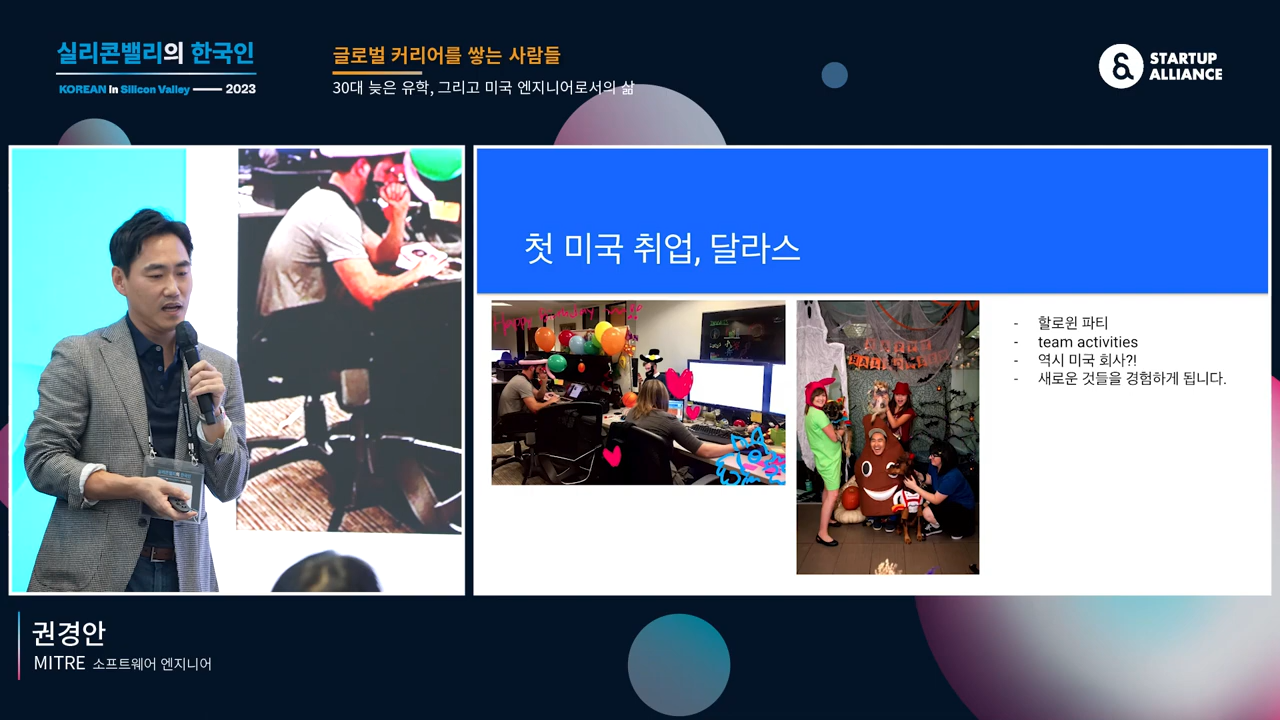 실리콘밸리의 한국인
KOREAN in Silicon Valley 2023
글로벌 커리어를 쌓는 사람들
30대 늦은 유학, 그리고 미국 엔지니어로서의 삶
STARTUP
ALLIANCE
첫 미국 취업, 달라스
- 할로윈 파티
- team activities
- 역시 미국 회사?!
- 새로운 것들을 경험하게 됩니다.
권경안
MITRE 소프트웨어 엔지니어